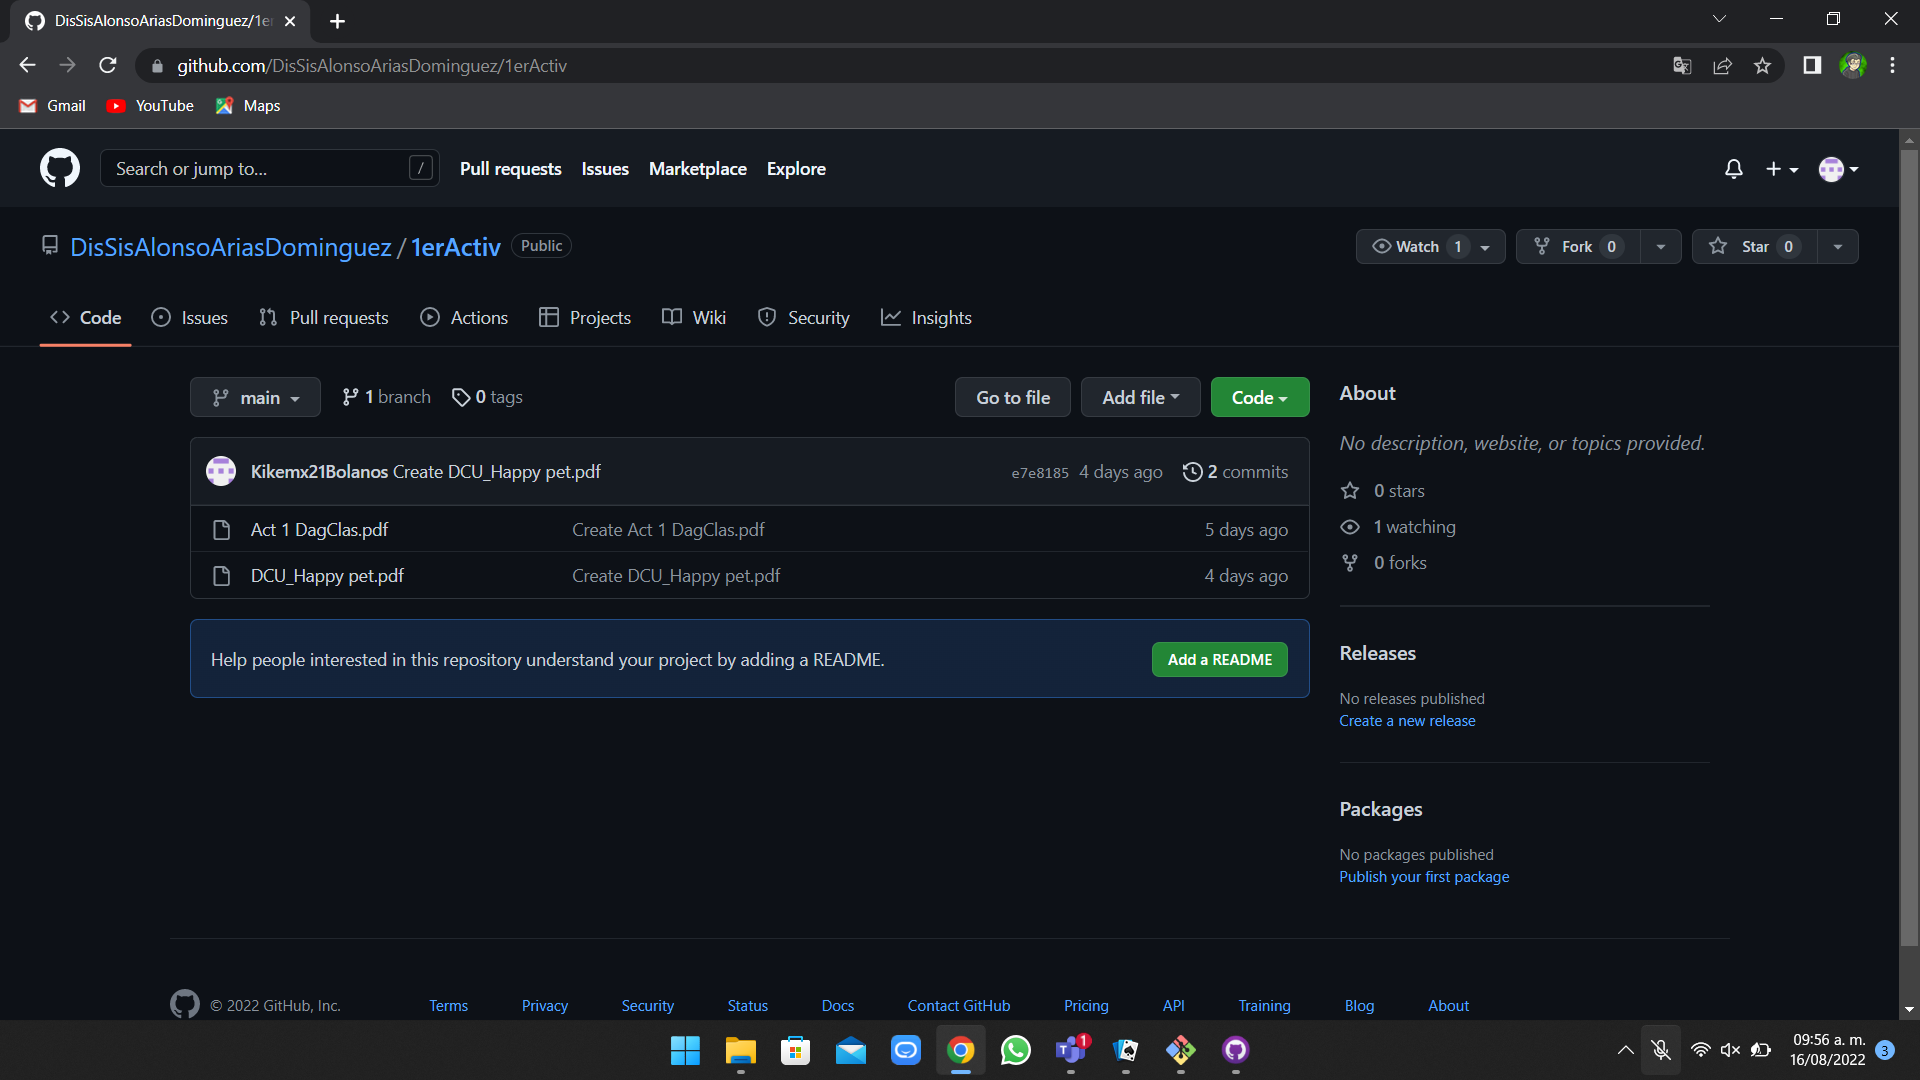 DisSisAlonsoAriasDominguez/1er
github.com/DisSisAlonsoAriasDominguez/1erActiv
Gmail YouTube Maps
Search or jump to... / Pull requests Issues Marketplace Explore
DisSisAlonsoAriasDominguez / 1erActiv Public Watch 1 Fork 0 Star 0
Code Issues Pull requests Actions Projects Wiki Security Insights
main 1 branch 0 tags Go to file Add file Code
Kikemx21Bolanos Create DCU_Happy pet.pdf e7e8185 4 days ago 2 commits
Act 1 DagClas.pdf Create Act 1 DagClas.pdf 5 days ago
DCU_Happy pet.pdf Create DCU_Happy pet.pdf 4 days ago
Help people interested in this repository understand your project by adding a README. Add a README
About
No description, website, or topics provided.
0 stars
1 watching
0 forks
Releases
No releases published
Create a new release
Packages
No packages published
Publish your first package
© 2022 GitHub, Inc. Terms Privacy Security Status Docs Contact GitHub Pricing API Training Blog About
1
09:56 a. m.
16/08/2022
3